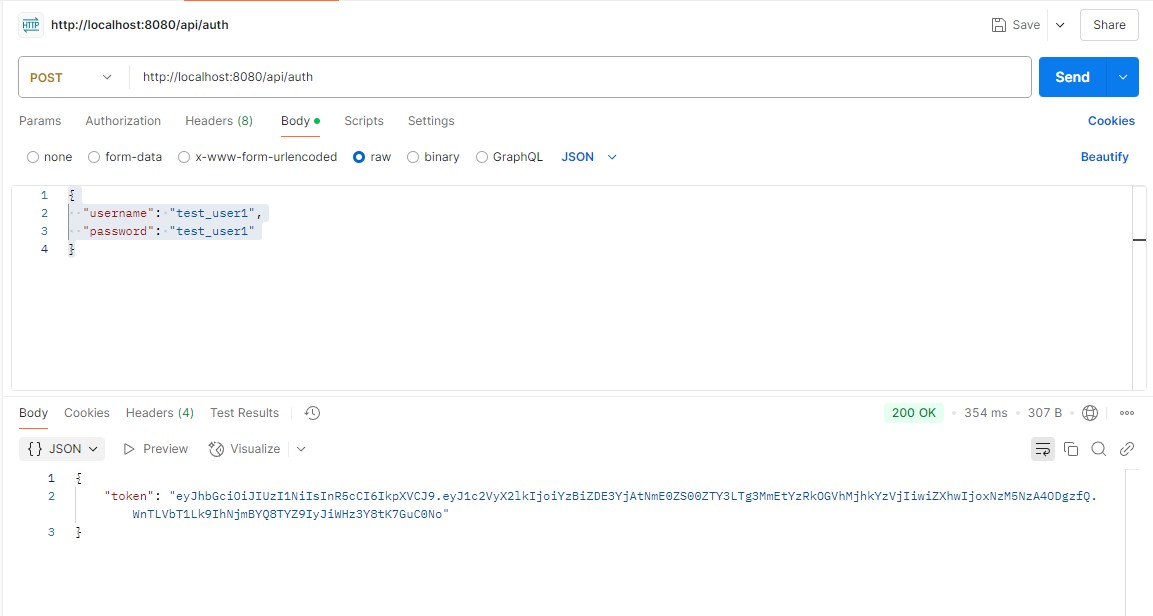 HTTP http://localhost:8080/api/auth Save Share
POST http://localhost:8080/api/auth Send
Params Authorization Headers (8) Body Scripts Settings Cookies
none form-data x-www-form-urlencoded raw binary GraphQL JSON Beautify
1 {
2 "username": "test_user1",
3 "password": "test_user1"
4 }
Body Cookies Headers (4) Test Results 200 OK 354 ms 307 B
{} JSON Preview Visualize
1 {
2 "token": "eyJhbGciOiJIUzI1NiIsInR5cCI6IkpXVCJ9.eyJ1c2VyX2lkIjoiYzBiZDE3YjAtNmE0ZS00ZTY3LTg3MmEtYzRkOGVhMjhkYzVjIiwiZXhwIjoxNzM5NzA4ODgzfQ.
WnTLVbT1Lk9IhNjmBYQ8TYZ9IyJiWHz3Y8tK7GuC0No"
3 }